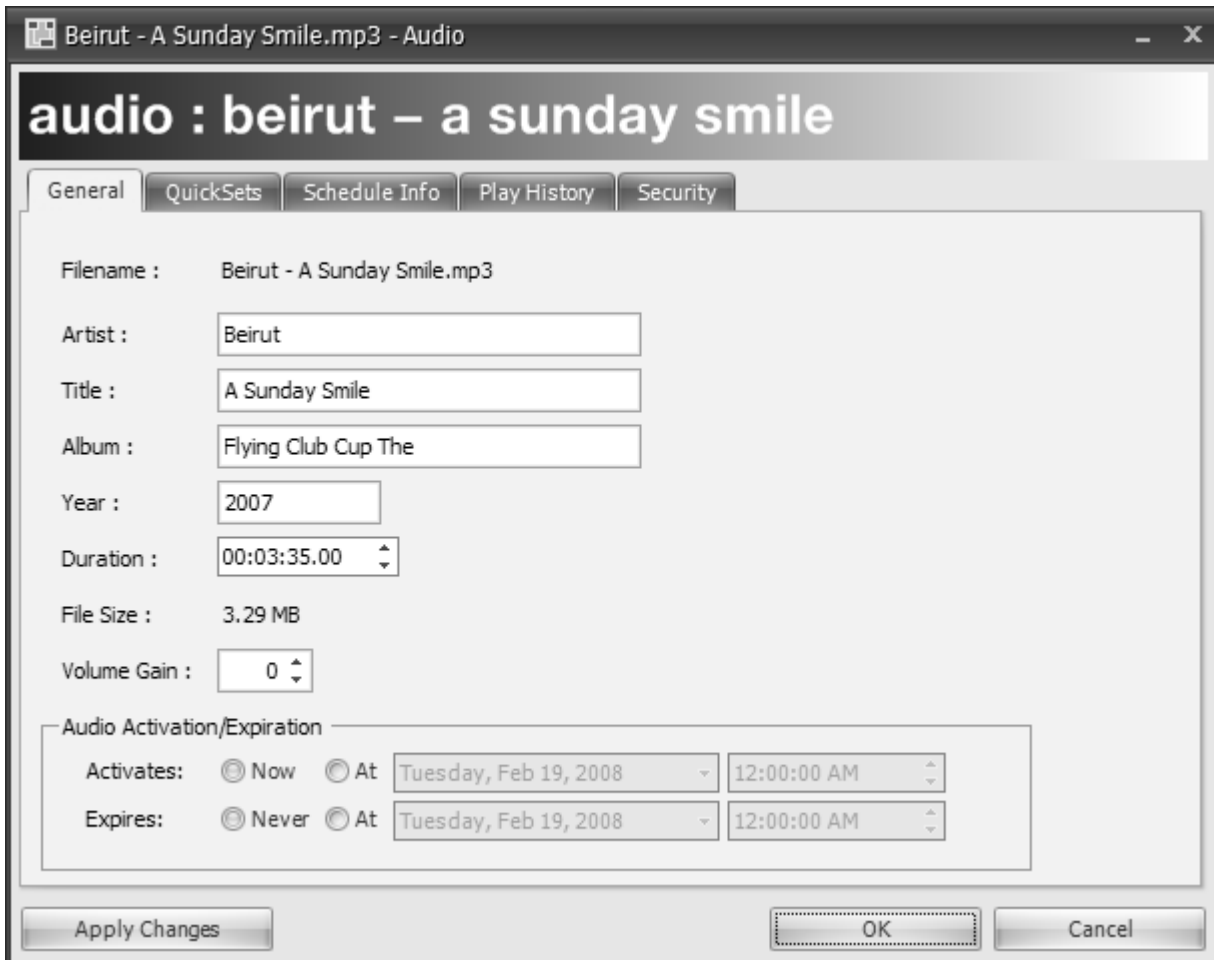 Beirut - A Sunday Smile.mp3 - Audio
audio : beirut – a sunday smile
General QuickSets Schedule Info Play History Security
Filename : Beirut - A Sunday Smile.mp3
Artist : Beirut
Title : A Sunday Smile
Album : Flying Club Cup The
Year : 2007
Duration : 00:03:35.00
File Size : 3.29 MB
Volume Gain : 0
Audio Activation/Expiration
Activates: Now At Tuesday, Feb 19, 2008 12:00:00 AM
Expires: Never At Tuesday, Feb 19, 2008 12:00:00 AM
Apply Changes OK Cancel